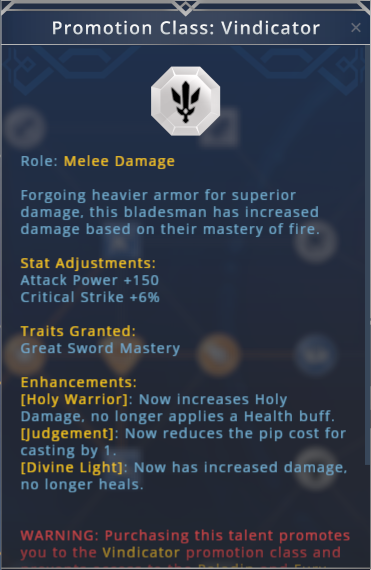 Promotion Class: Vindicator
Role: Melee Damage
Forgoing heavier armor for superior
damage, this bladesman has increased
damage based on their mastery of fire.
Stat Adjustments:
Attack Power +150
Critical Strike +6%
Traits Granted:
Great Sword Mastery
Enhancements:
[Holy Warrior]: Now increases Holy
Damage, no longer applies a Health buff.
[Judgement]: Now reduces the pip cost for
casting by 1.
[Divine Light]: Now has increased damage,
no longer heals.
WARNING: Purchasing this talent promotes
you to the Vindicator promotion class and
Paladin and Fury